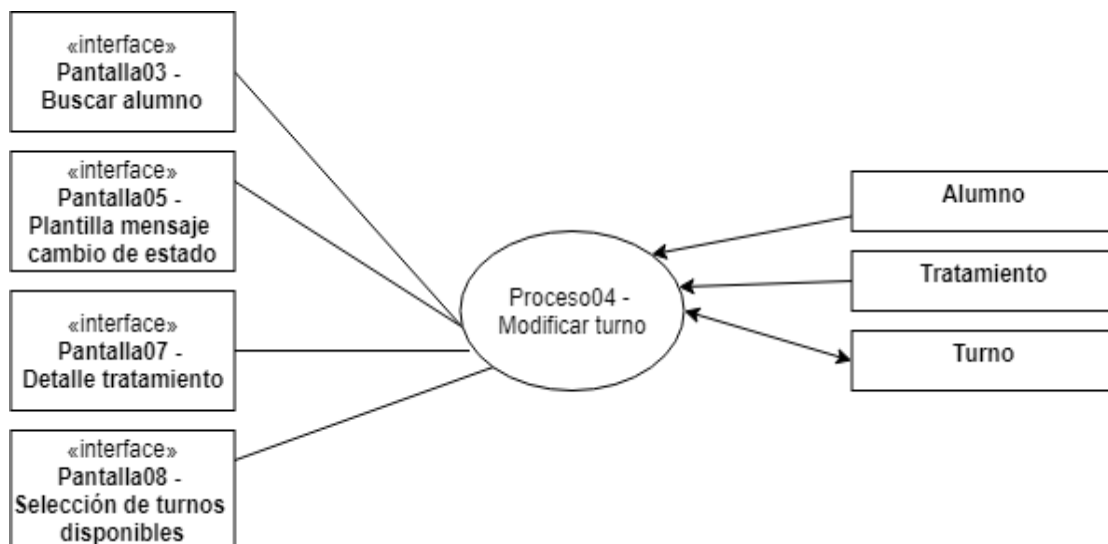 «interface»
Pantalla03 -
Buscar alumno
«interface»
Pantalla05 -
Plantilla mensaje
cambio de estado
«interface»
Pantalla07 -
Detalle tratamiento
«interface»
Pantalla08 -
Selección de turnos
disponibles
Proceso04 -
Modificar turno
Alumno
Tratamiento
Turno